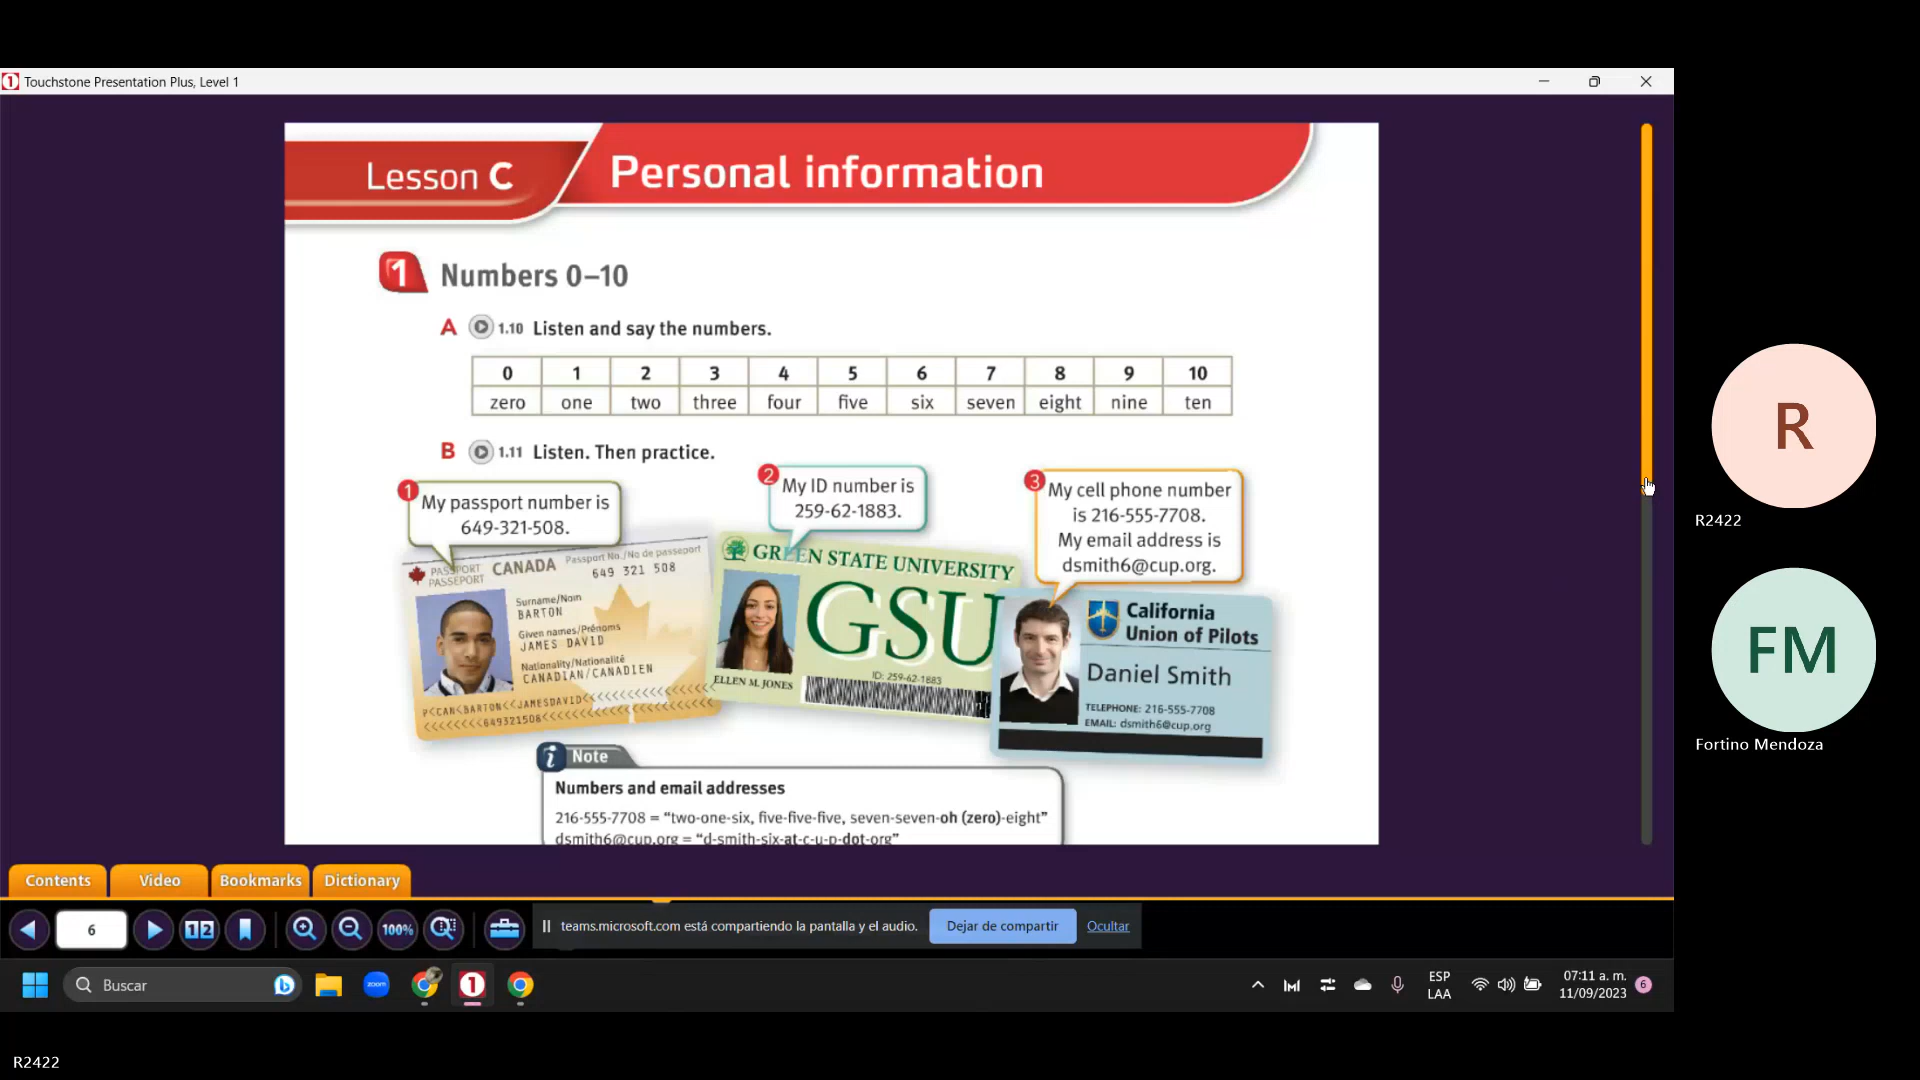 Touchstone Presentation Plus, Level 1
Lesson C
Personal information
1 Numbers 0–10
A 1.10 Listen and say the numbers.
0 1 2 3 4 5 6 7 8 9 10
zero one two three four five six seven eight nine ten
B 1.11 Listen. Then practice.
1 My passport number is
649-321-508.
2 My ID number is
259-62-1883.
3 My cell phone number
is 216-555-7708.
My email address is
dsmith6@cup.org.
PASSPORT
PASSEPORT
CANADA
Passport No./No de passeport
649 321 508
Surname/Nom
BARTON
Given names/Prénoms
JAMES DAVID
Nationality/Nationalité
CANADIAN/CANADIEN
P<CAN<BARTON<<JAMESDAVID<<<<<<<<<<<<<<<
<<<<<<<<649321508<<<<<<<<<<<<<<<<<<<<
GREEN STATE UNIVERSITY
GSU
ELLEN M. JONES
ID: 259-62-1883
California
Union of Pilots
Daniel Smith
TELEPHONE: 216-555-7708
EMAIL: dsmith6@cup.org
i Note
Numbers and email addresses
216-555-7708 = “two-one-six, five-five-five, seven-seven-oh (zero)-eight”
dsmith6@cup.org = “d-smith-six-at-c-u-p-dot-org”
Contents Video Bookmarks Dictionary
6 12 100%
teams.microsoft.com está compartiendo la pantalla y el audio. Dejar de compartir Ocultar
Buscar
zoom
1
ESP
LAA
07:11 a. m.
11/09/2023
6
R
R2422
FM
Fortino Mendoza
R2422